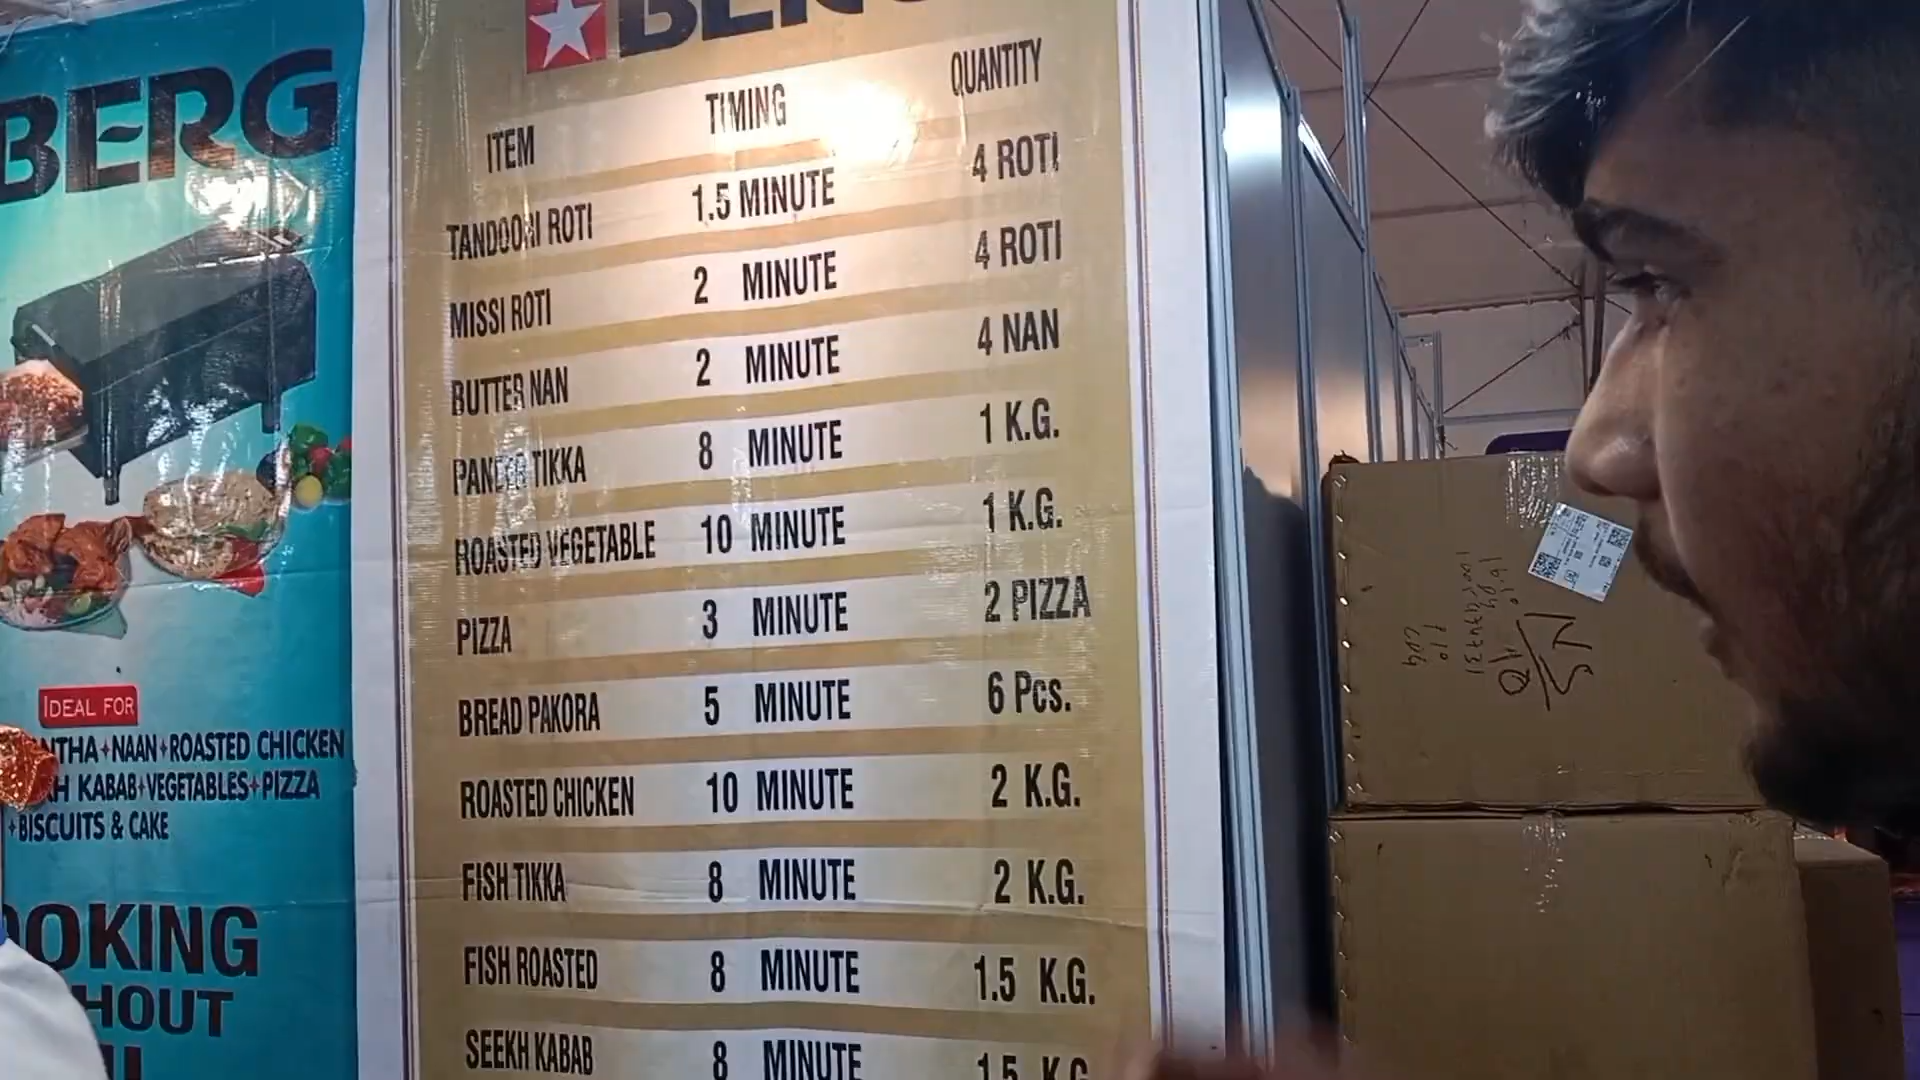 BERG
IDEAL FOR
NAAN+ROASTED CHICKEN
KABAB+VEGETABLES+PIZZA
+BISCUITS & CAKE
ITEM TIMING QUANTITY
TANDOORI ROTI 1.5 MINUTE 4 ROTI
MISSI ROTI 2 MINUTE 4 ROTI
BUTTER NAN 2 MINUTE 4 NAN
PANEER TIKKA 8 MINUTE 1 K.G.
ROASTED VEGETABLE 10 MINUTE 1 K.G.
PIZZA 3 MINUTE 2 PIZZA
BREAD PAKORA 5 MINUTE 6 Pcs.
ROASTED CHICKEN 10 MINUTE 2 K.G.
FISH TIKKA 8 MINUTE 2 K.G.
FISH ROASTED 8 MINUTE 1.5 K.G.
SEEKH KABAB 8 MINUTE 1.5 K.G.